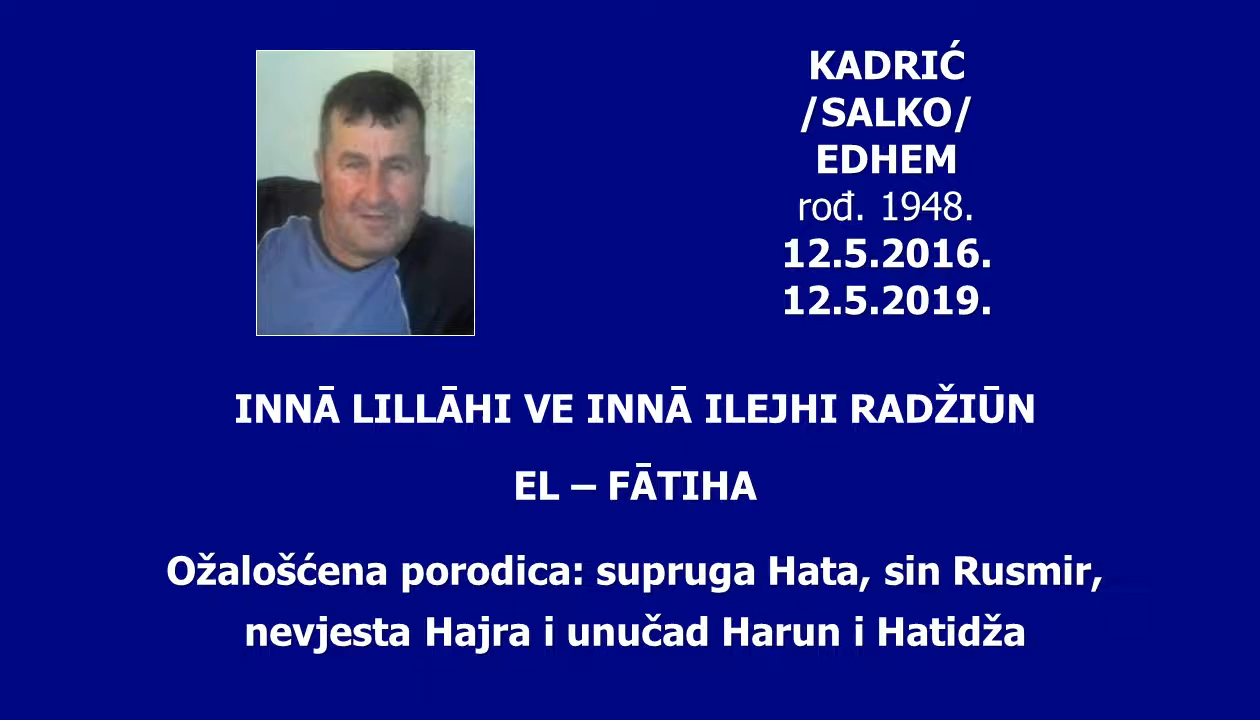 KADRIĆ
/SALKO/
EDHEM
rođ. 1948.
12.5.2016.
12.5.2019.
INNĀ LILLĀHI VE INNĀ ILEJHI RADŽIŪN
EL – FĀTIHA
Ožalošćena porodica: supruga Hata, sin Rusmir,
nevjesta Hajra i unučad Harun i Hatidža